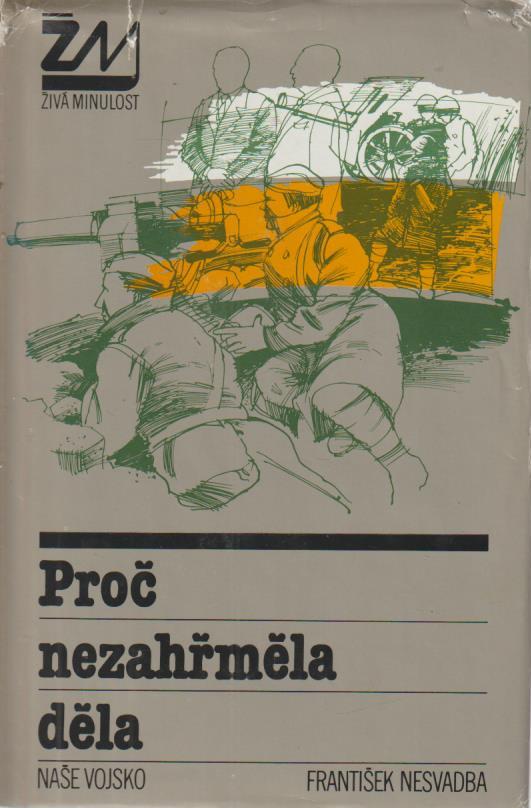 ŽM
ŽIVÁ MINULOST
Proč
nezahřměla
děla
NAŠE VOJSKO
FRANTIŠEK NESVADBA